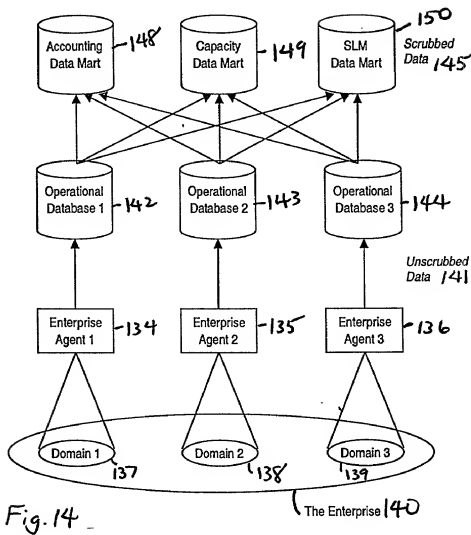 Accounting Data Mart 148
Capacity Data Mart 149
SLM Data Mart 150
Scrubbed Data 145
Operational Database 1 142
Operational Database 2 143
Operational Database 3 144
Unscrubbed Data 141
Enterprise Agent 1 134
Enterprise Agent 2 135
Enterprise Agent 3 136
Domain 1 137
Domain 2 138
Domain 3 139
The Enterprise 140
Fig. 14